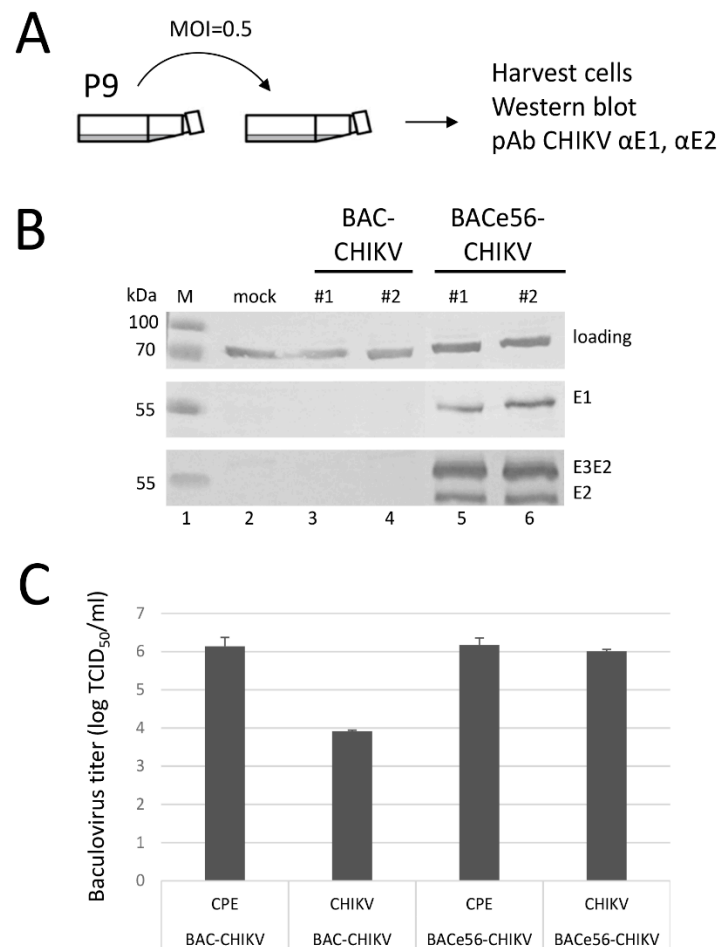 A
MOI=0.5
P9
Harvest cells
Western blot
pAb CHIKV αE1, αE2
B
BAC-
CHIKV
BACe56-
CHIKV
kDa M mock #1 #2 #1 #2
100
70
loading
55
E1
55
E3E2
E2
1 2 3 4 5 6
C
Baculovirus titer (log TCID50/ml)
7
6
5
4
3
2
1
0
CPE CHIKV CPE CHIKV
BAC-CHIKV BAC-CHIKV BACe56-CHIKV BACe56-CHIKV